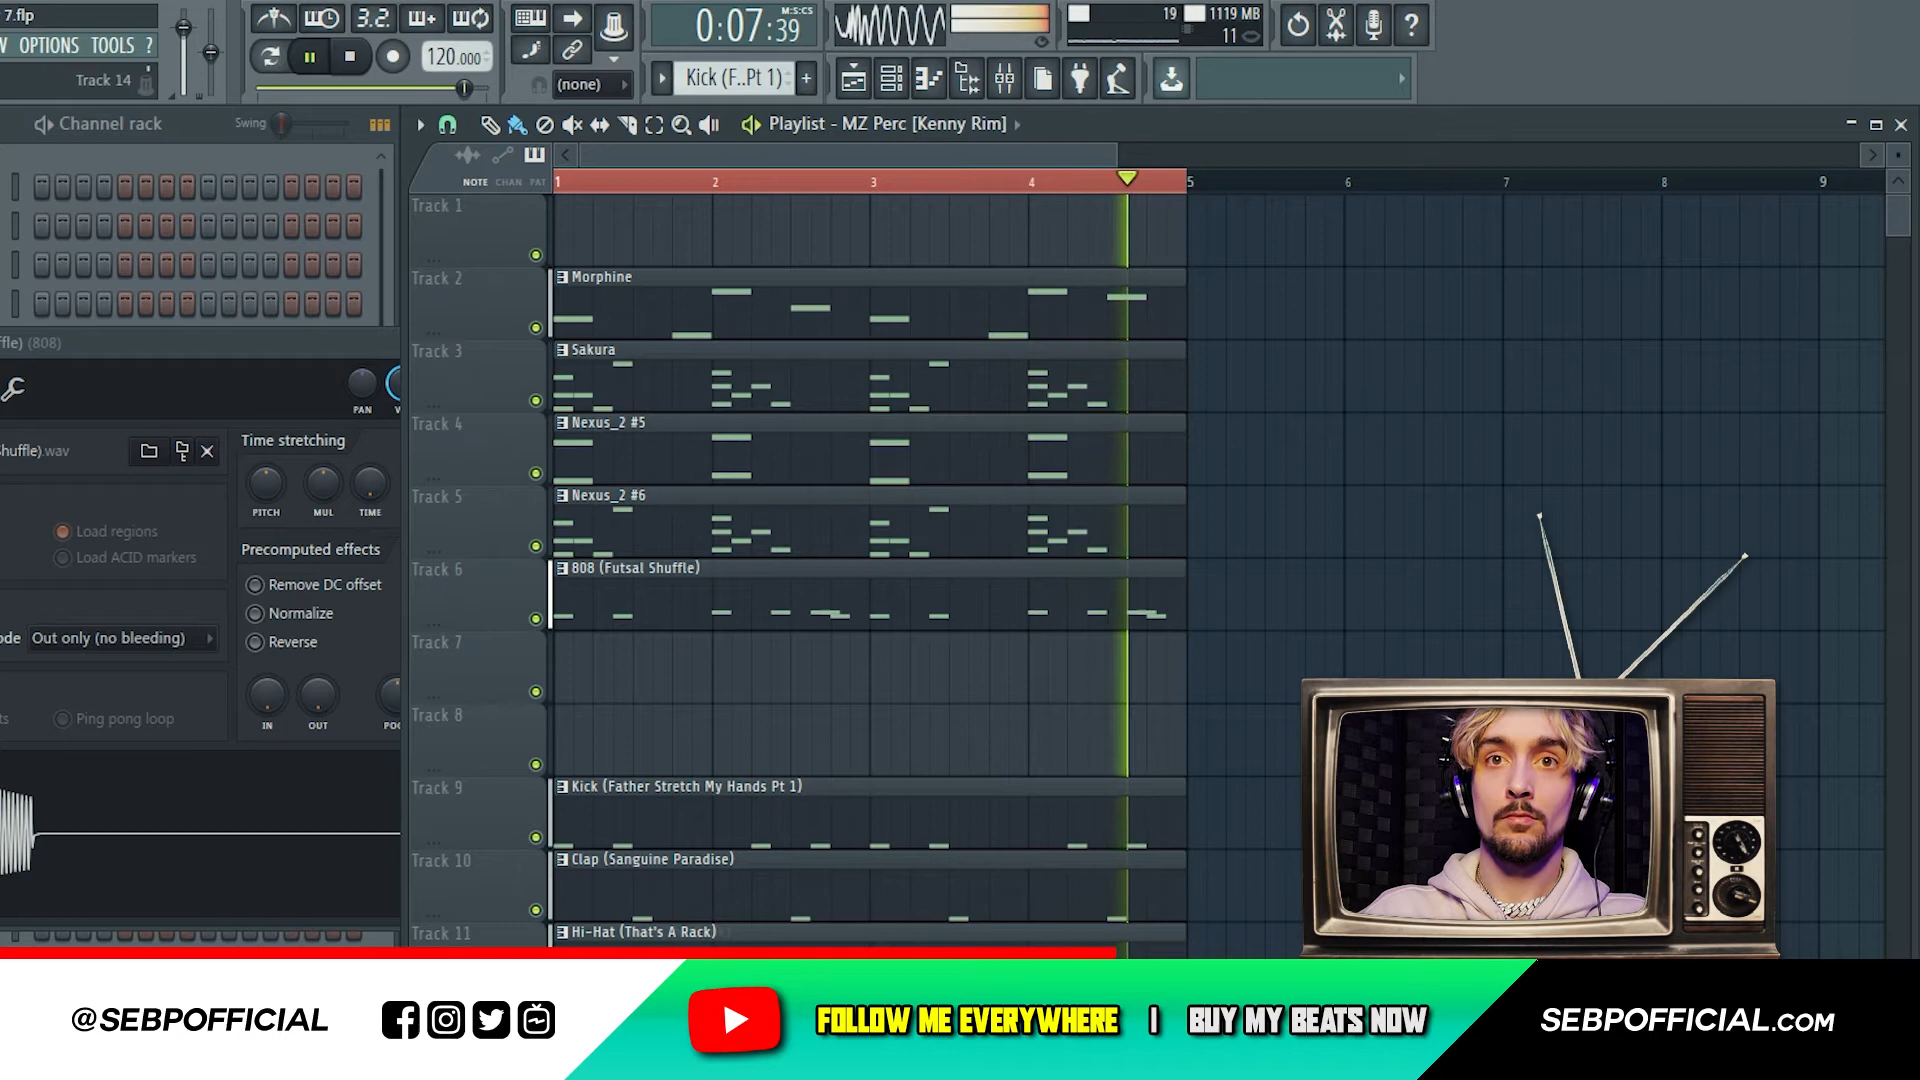 7.flp
W OPTIONS TOOLS ?
Track 14
3.2
120.000
(none)
0:07:39
M:S:CS
Kick (F..Pt 1)
19
1119 MB
11
Channel rack
Swing
Playlist - MZ Perc [Kenny Rim]
NOTE CHAN PAT
1 2 3 4 5 6 7 8 9
Track 1
Track 2
Morphine
Track 3
Sakura
Track 4
Nexus_2 #5
Track 5
Nexus_2 #6
Track 6
808 (Futsal Shuffle)
Track 7
Track 8
Track 9
Kick (Father Stretch My Hands Pt 1)
Track 10
Clap (Sanguine Paradise)
Track 11
Hi-Hat (That's A Rack)
ffle) (808)
PAN
huffle).wav
Time stretching
PITCH MUL TIME
Load regions
Load ACID markers
Precomputed effects
Remove DC offset
Normalize
Reverse
ode Out only (no bleeding)
IN OUT
ts Ping pong loop
@SEBPOFFICIAL
FOLLOW ME EVERYWHERE | BUY MY BEATS NOW
SEBPOFFICIAL.COM